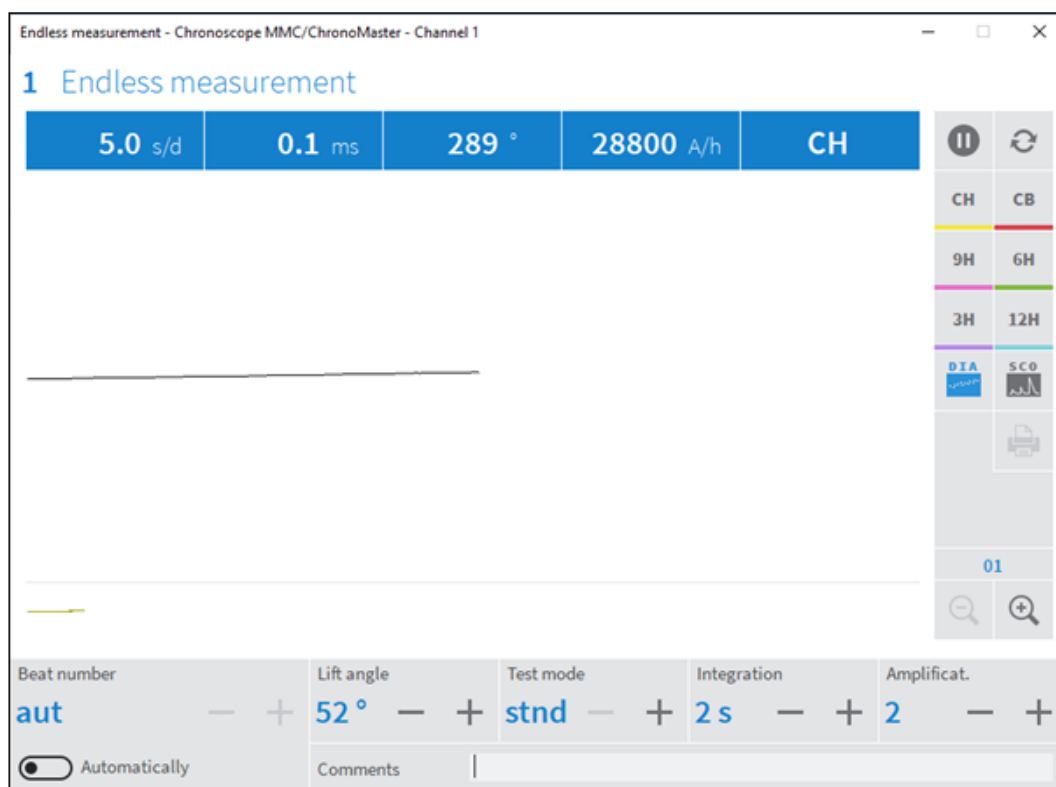 Endless measurement - Chronoscope MMC/ChronoMaster - Channel 1
1 Endless measurement
5.0 s/d 0.1 ms 289 ° 28800 A/h CH
CH CB
9H 6H
3H 12H
DIA SCO
01
Beat number Lift angle Test mode Integration Amplificat.
aut − + 52 ° − + stnd − + 2 s − + 2 − +
Automatically Comments